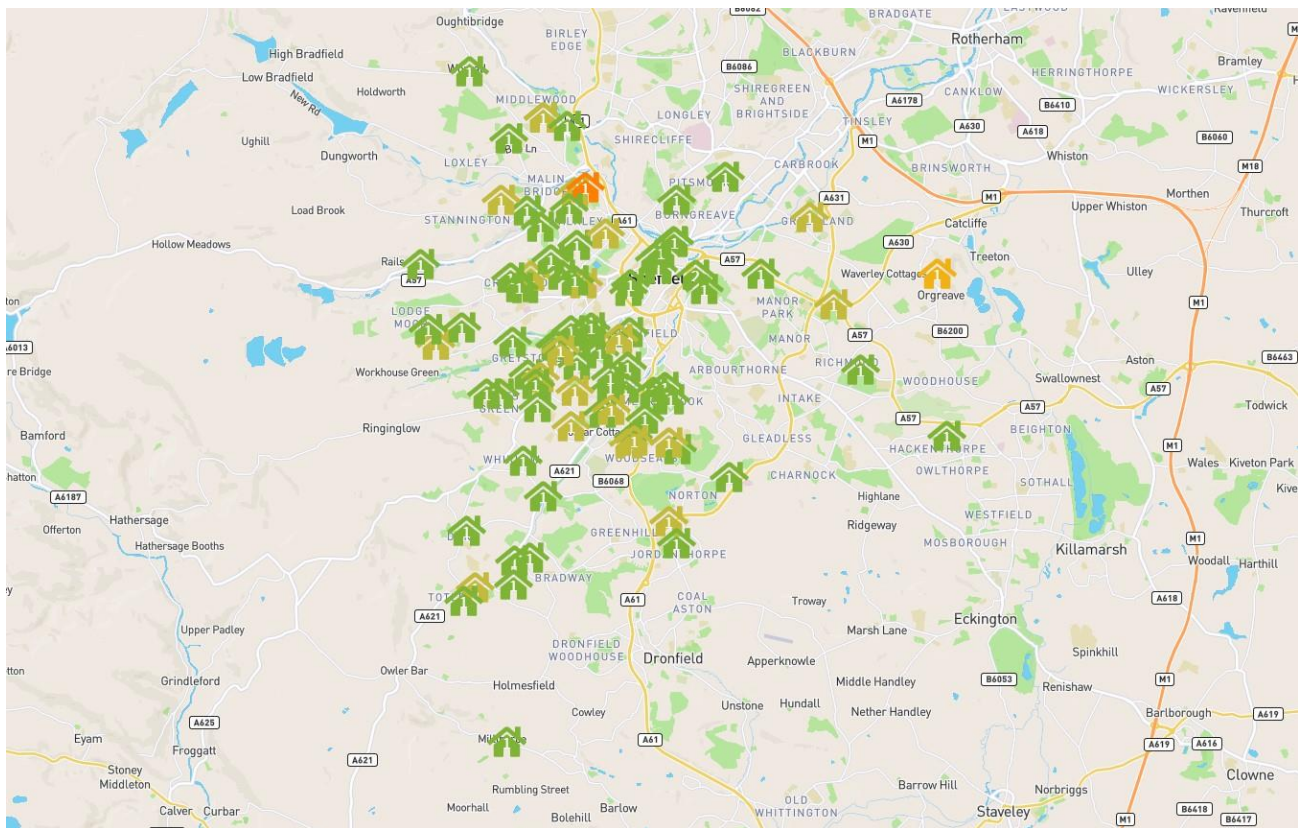 Oughtibridge
BIRLEY
EDGE
B6082
BRADGATE
EASTWOOD
Ravenfield
High Bradfield
BLACKBURN
Rotherham
Bramley
Low Bradfield
Holdworth
B6086
HERRINGTHORPE
WICKERSLEY
New Rd
MIDDLEWOOD
LONGLEY
SHIREGREEN
AND
BRIGHTSIDE
A6178
CANKLOW
B6410
Ughill
Dungworth
SHIRECLIFFE
TINSLEY
A630
A618
B6060
LOXLEY
M1
BRINSWORTH
Whiston
M18
MALIN
BRIDGE
PITSMOOR
CARBROOK
Load Brook
STANNINGTON
BURNGREAVE
A631
M1
Upper Whiston
Morthen
Thurcroft
A61
Catcliffe
Hollow Meadows
A630
Treeton
A57
A57
Waverley Cottages
Ulley
MANOR
PARK
Orgreave
LODGE
MOOR
A6013
A57
B6200
MANOR
Aston
B6463
Workhouse Green
ARBOURTHORNE
RICHMOND
WOODHOUSE
Swallownest
A57
INTAKE
A57
Todwick
Bamford
Ringinglow
A57
BEIGHTON
GLEADLESS
HACKENTHORPE
M1
A621
WOODSEATS
OWLTHORPE
Wales
Kiveton Park
A6187
B6068
CHARNOCK
SOTHALL
NORTON
Highlane
Hathersage
WESTFIELD
Offerton
Ridgeway
Hathersage Booths
GREENHILL
MOSBOROUGH
Killamarsh
M1
JORDANTHORPE
Woodall
Harthill
BRADWAY
COAL
ASTON
Troway
A618
A61
A621
Eckington
Upper Padley
Marsh Lane
DRONFIELD
WOODHOUSE
Dronfield
Apperknowle
Spinkhill
Owler Bar
Grindleford
Holmesfield
Middle Handley
B6053
Renishaw
M1
Unstone
Hundall
Cowley
Nether Handley
Barlborough
A619
A625
Eyam
A61
A619
A616
Froggatt
A621
Clowne
Stoney
Middleton
Rumbling Street
Barrow Hill
Norbriggs
Calver
Curbar
Moorhall
Barlow
OLD
WHITTINGTON
Staveley
B6418
Bolehill
M1
B6417